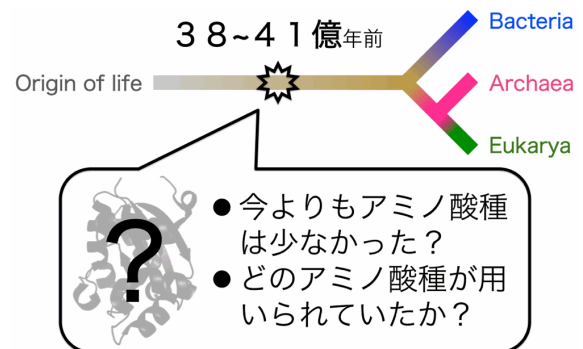 ３８~４１億年前
Bacteria
Origin of life
Archaea
Eukarya
?
● 今よりもアミノ酸種
は少なかった？
● どのアミノ酸種が用
いられていたか？